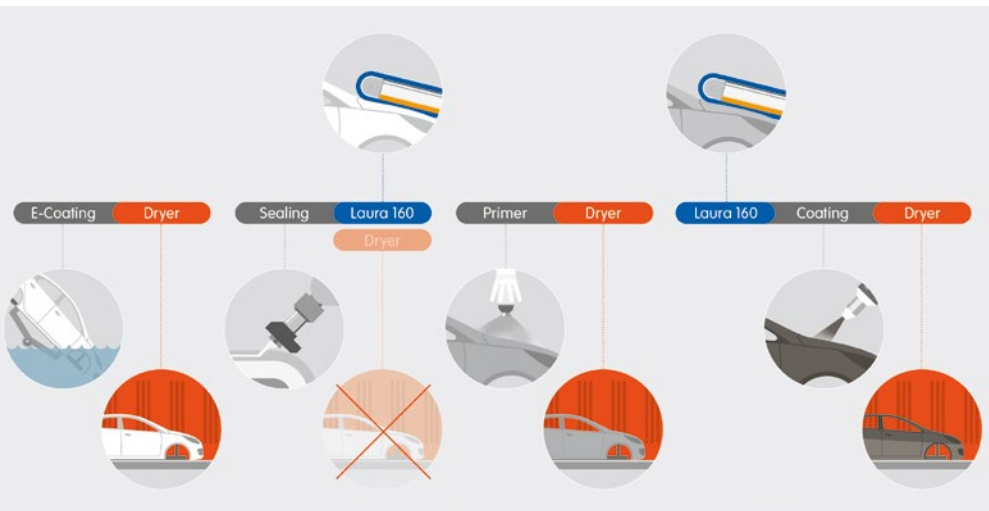 E-Coating Dryer
Sealing Laura 160
Dryer
Primer Dryer
Laura 160 Coating Dryer